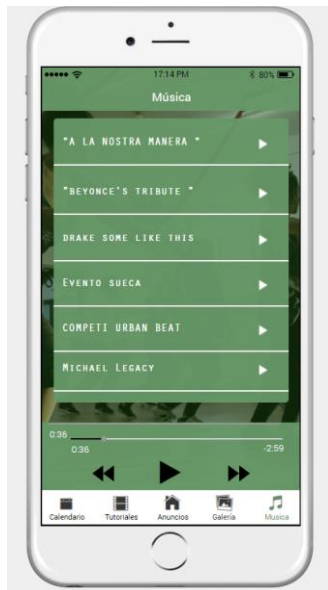 17:14 PM 80%
Música
"A LA NOSTRA MANERA "
"BEYONCE'S TRIBUTE "
DRAKE SOME LIKE THIS
EVENTO SUECA
COMPETI URBAN BEAT
MICHAEL LEGACY
0:36
0:36 -2:59
Calendario Tutoriales Anuncios Galería Musica